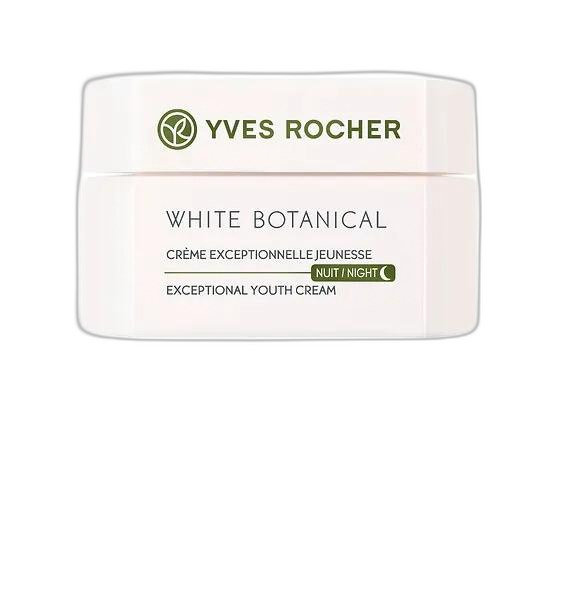 YVES ROCHER
WHITE BOTANICAL
CRÈME EXCEPTIONNELLE JEUNESSE
NUIT / NIGHT
EXCEPTIONAL YOUTH CREAM